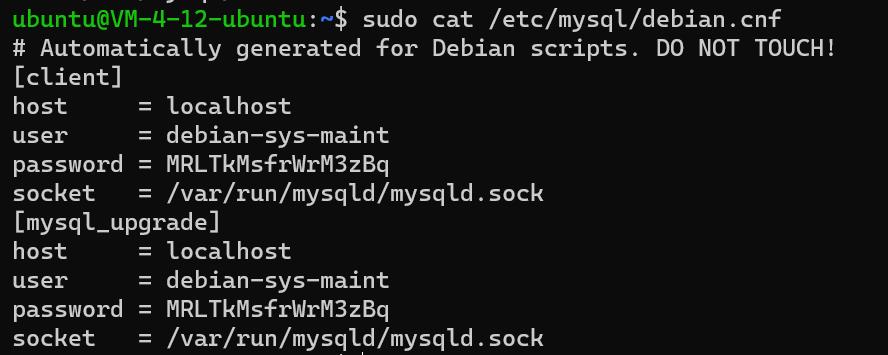 ubuntu@VM-4-12-ubuntu:~$ sudo cat /etc/mysql/debian.cnf
# Automatically generated for Debian scripts. DO NOT TOUCH!
[client]
host     = localhost
user     = debian-sys-maint
password = MRLTkMsfrWrM3zBq
socket   = /var/run/mysqld/mysqld.sock
[mysql_upgrade]
host     = localhost
user     = debian-sys-maint
password = MRLTkMsfrWrM3zBq
socket   = /var/run/mysqld/mysqld.sock